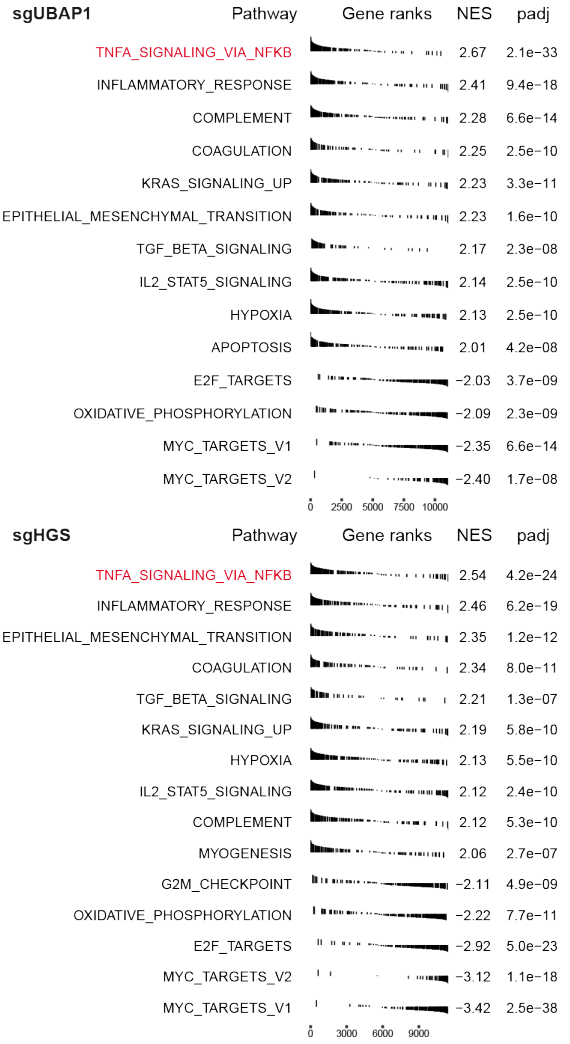 sgUBAP1 Pathway Gene ranks NES padj
TNFA_SIGNALING_VIA_NFKB 2.67 2.1e−33
INFLAMMATORY_RESPONSE 2.41 9.4e−18
COMPLEMENT 2.28 6.6e−14
COAGULATION 2.25 2.5e−10
KRAS_SIGNALING_UP 2.23 3.3e−11
EPITHELIAL_MESENCHYMAL_TRANSITION 2.23 1.6e−10
TGF_BETA_SIGNALING 2.17 2.3e−08
IL2_STAT5_SIGNALING 2.14 2.5e−10
HYPOXIA 2.13 2.5e−10
APOPTOSIS 2.01 4.2e−08
E2F_TARGETS −2.03 3.7e−09
OXIDATIVE_PHOSPHORYLATION −2.09 2.3e−09
MYC_TARGETS_V1 −2.35 6.6e−14
MYC_TARGETS_V2 −2.40 1.7e−08
0 2500 5000 7500 10000
sgHGS Pathway Gene ranks NES padj
TNFA_SIGNALING_VIA_NFKB 2.54 4.2e−24
INFLAMMATORY_RESPONSE 2.46 6.2e−19
EPITHELIAL_MESENCHYMAL_TRANSITION 2.35 1.2e−12
COAGULATION 2.34 8.0e−11
TGF_BETA_SIGNALING 2.21 1.3e−07
KRAS_SIGNALING_UP 2.19 5.8e−10
HYPOXIA 2.13 5.5e−10
IL2_STAT5_SIGNALING 2.12 2.4e−10
COMPLEMENT 2.12 5.3e−10
MYOGENESIS 2.06 2.7e−07
G2M_CHECKPOINT −2.11 4.9e−09
OXIDATIVE_PHOSPHORYLATION −2.22 7.7e−11
E2F_TARGETS −2.92 5.0e−23
MYC_TARGETS_V2 −3.12 1.1e−18
MYC_TARGETS_V1 −3.42 2.5e−38
0 3000 6000 9000